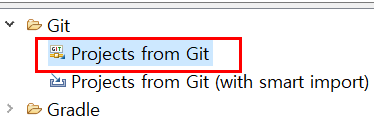 Git
Projects from Git
Projects from Git (with smart import)
Gradle